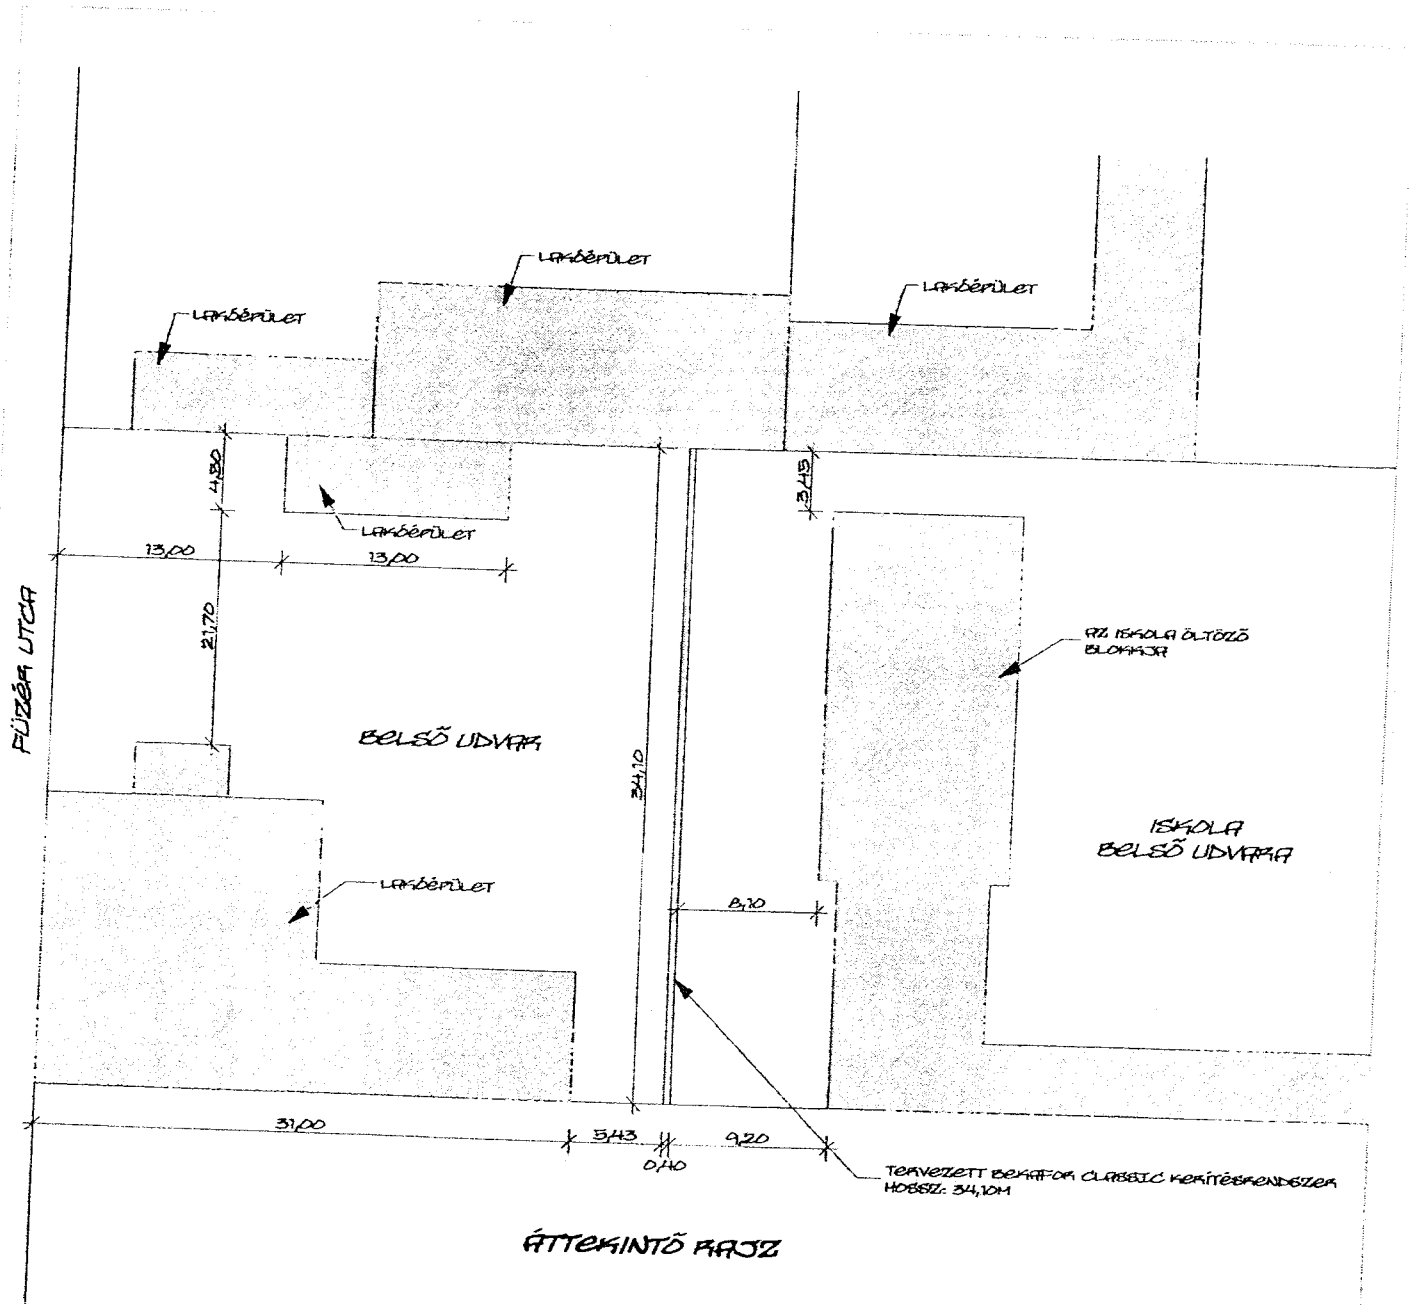 LAKÓÉPÜLET
LAKÓÉPÜLET
LAKÓÉPÜLET
4,80
3,45
LAKÓÉPÜLET
13,00
13,00
21,70
FÜZÉR UTCA
AZ ISKOLA ÖLTÖZŐ
BLOKKJA
BELSŐ UDVAR
34,10
ISKOLA
BELSŐ UDVARA
LAKÓÉPÜLET
8,10
31,00
5,43
9,20
0,40
TERVEZETT BEKAFOR CLASSIC KERÍTÉSRENDSZER
HOSSZ: 34,10M
ÁTTEKINTŐ RAJZ